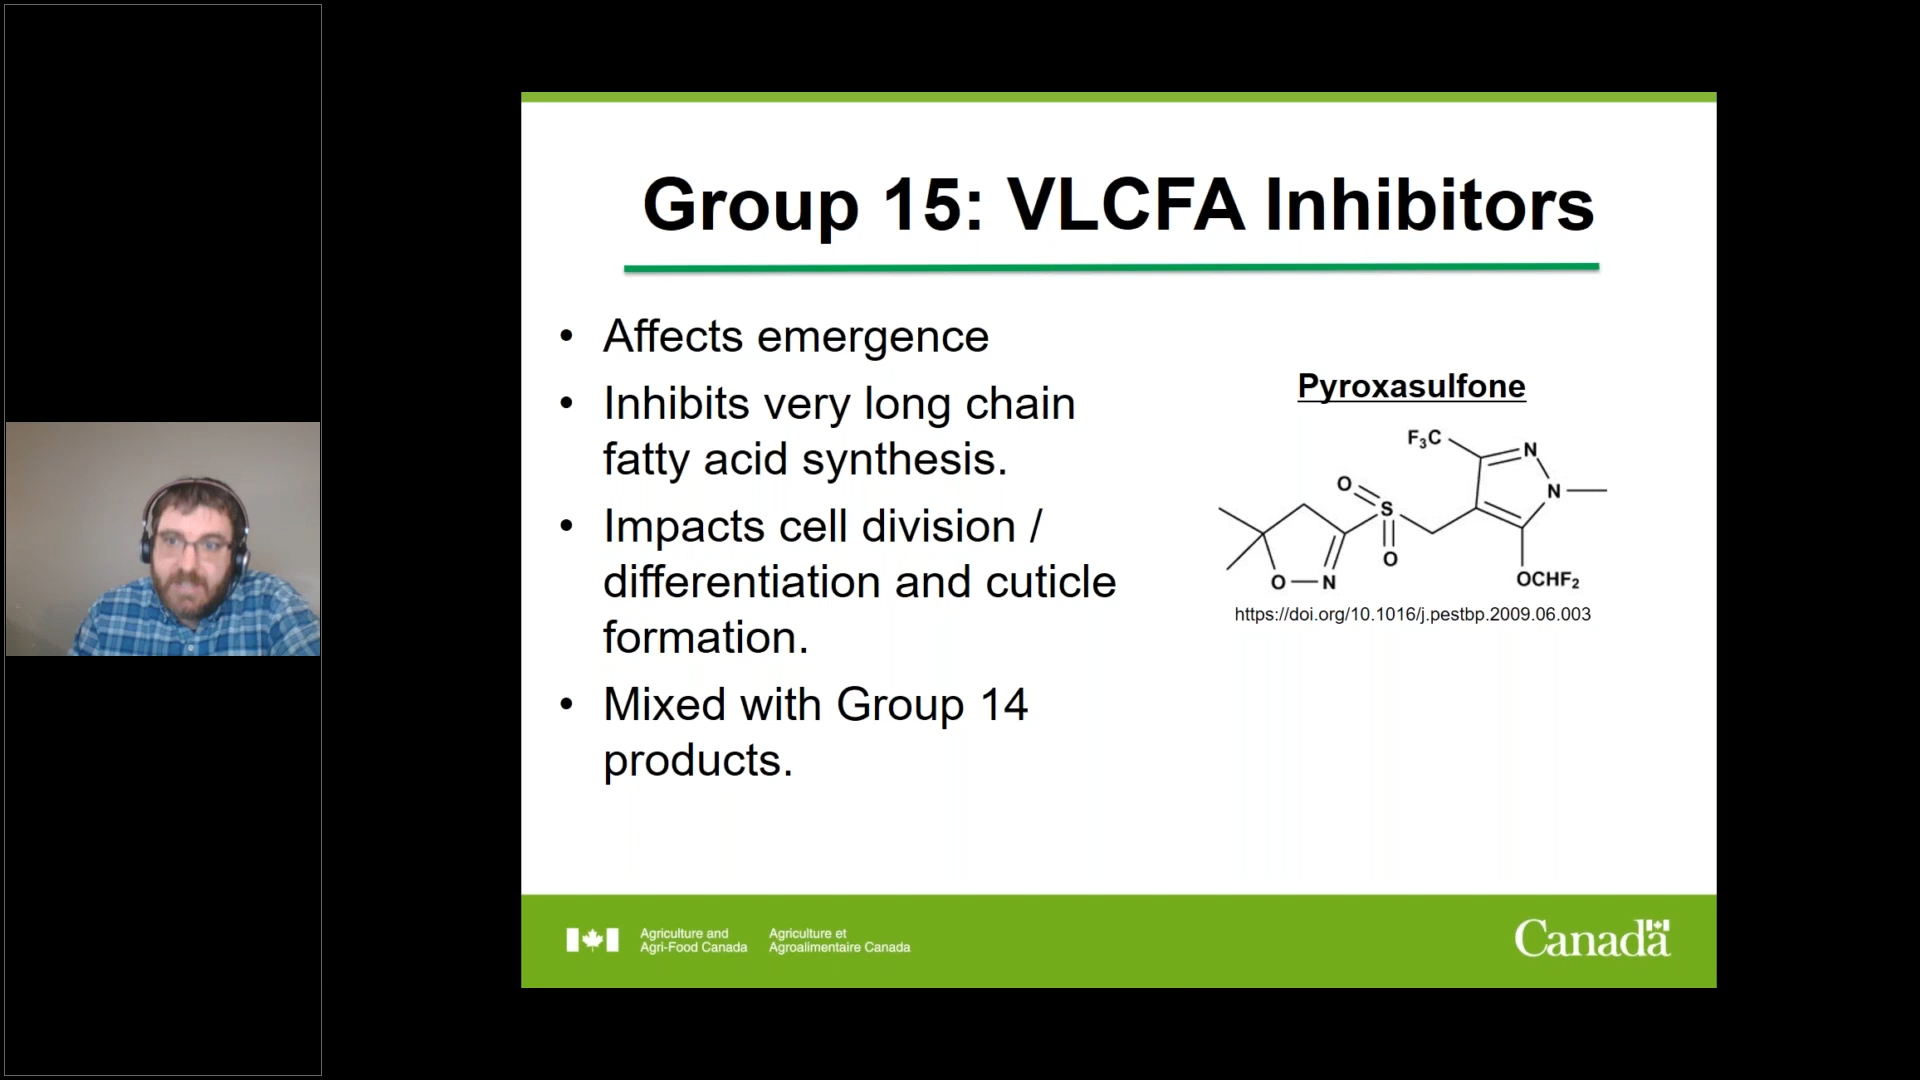 Group 15: VLCFA Inhibitors
• Affects emergence
• Inhibits very long chain
fatty acid synthesis.
• Impacts cell division /
differentiation and cuticle
formation.
• Mixed with Group 14
products.
Pyroxasulfone
F₃C
N
N
O
S
O
O
N
OCHF₂
https://doi.org/10.1016/j.pestbp.2009.06.003
Agriculture and
Agri-Food Canada
Agriculture et
Agroalimentaire Canada
Canada